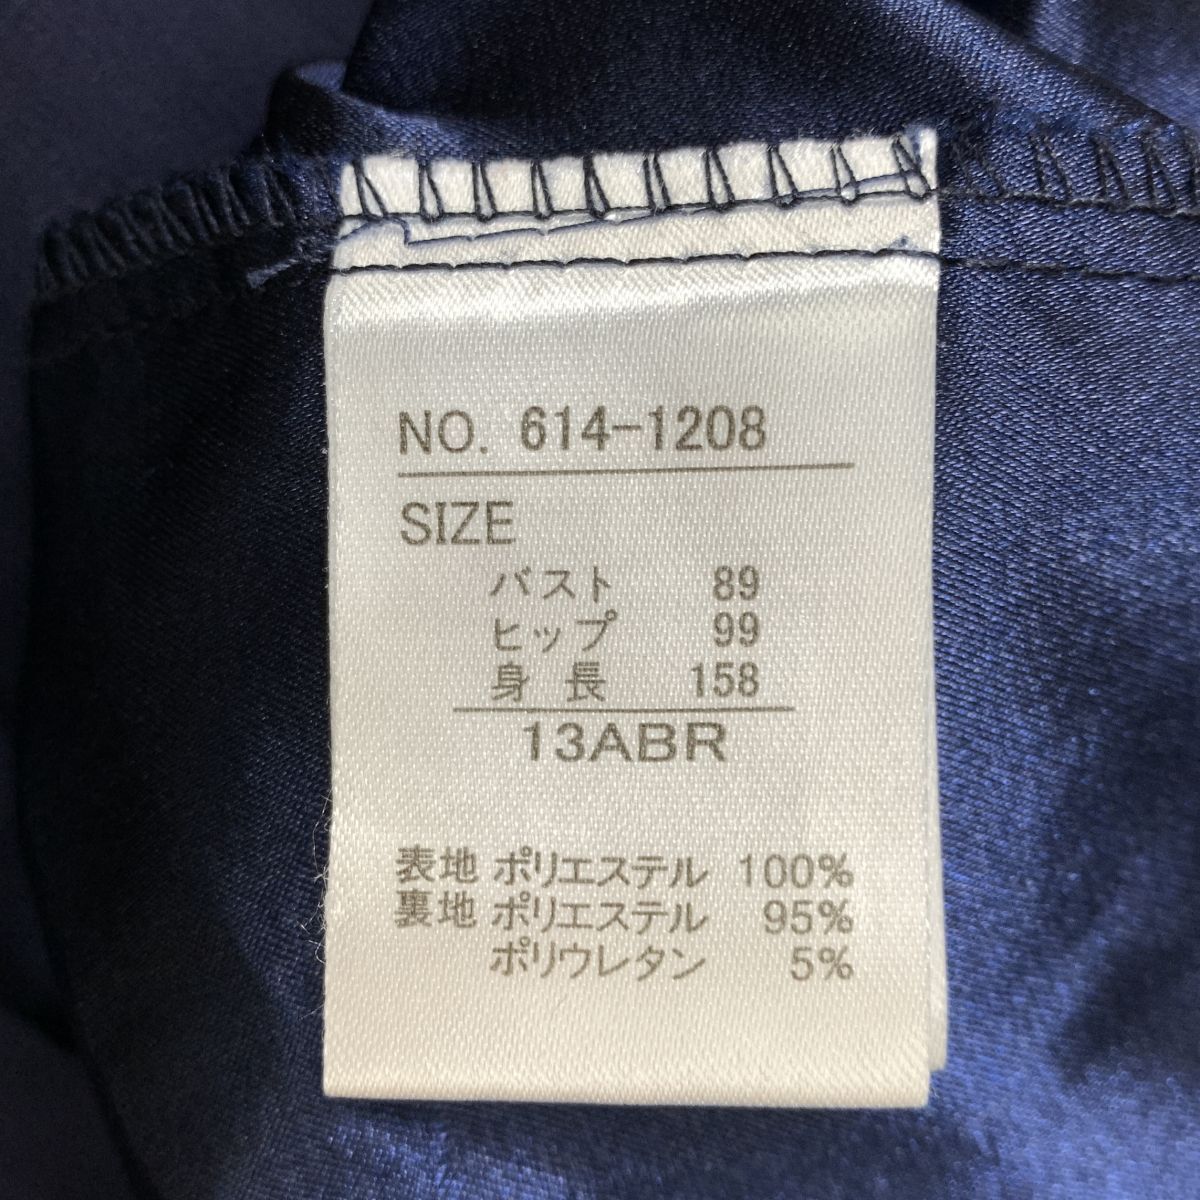 NO. 614-1208
SIZE
バスト 89
ヒップ 99
身長 158
13ABR
表地 ポリエステル 100%
裏地 ポリエステル 95%
ポリウレタン 5%